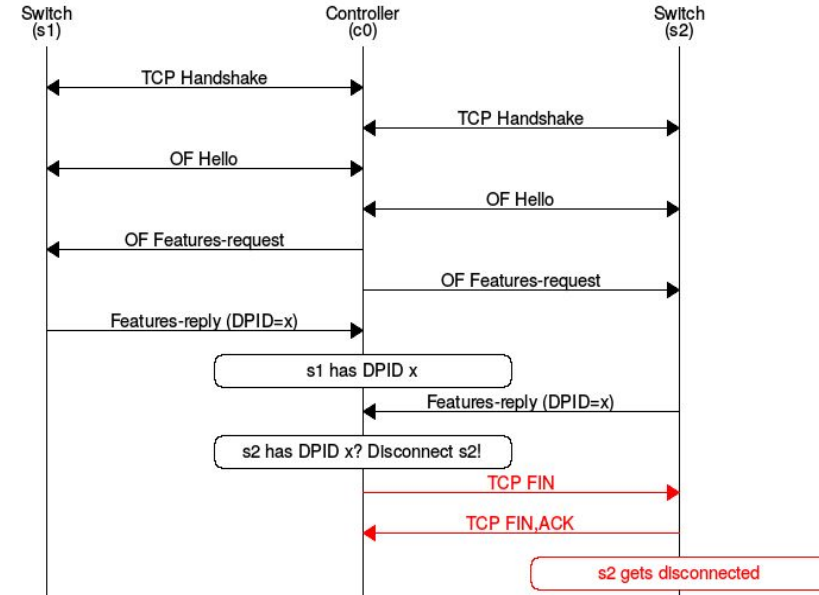 Switch
(s1)
Controller
(c0)
Switch
(s2)
TCP Handshake
TCP Handshake
OF Hello
OF Hello
OF Features-request
OF Features-request
Features-reply (DPID=x)
s1 has DPID x
Features-reply (DPID=x)
s2 has DPID x? Disconnect s2!
TCP FIN
TCP FIN,ACK
s2 gets disconnected